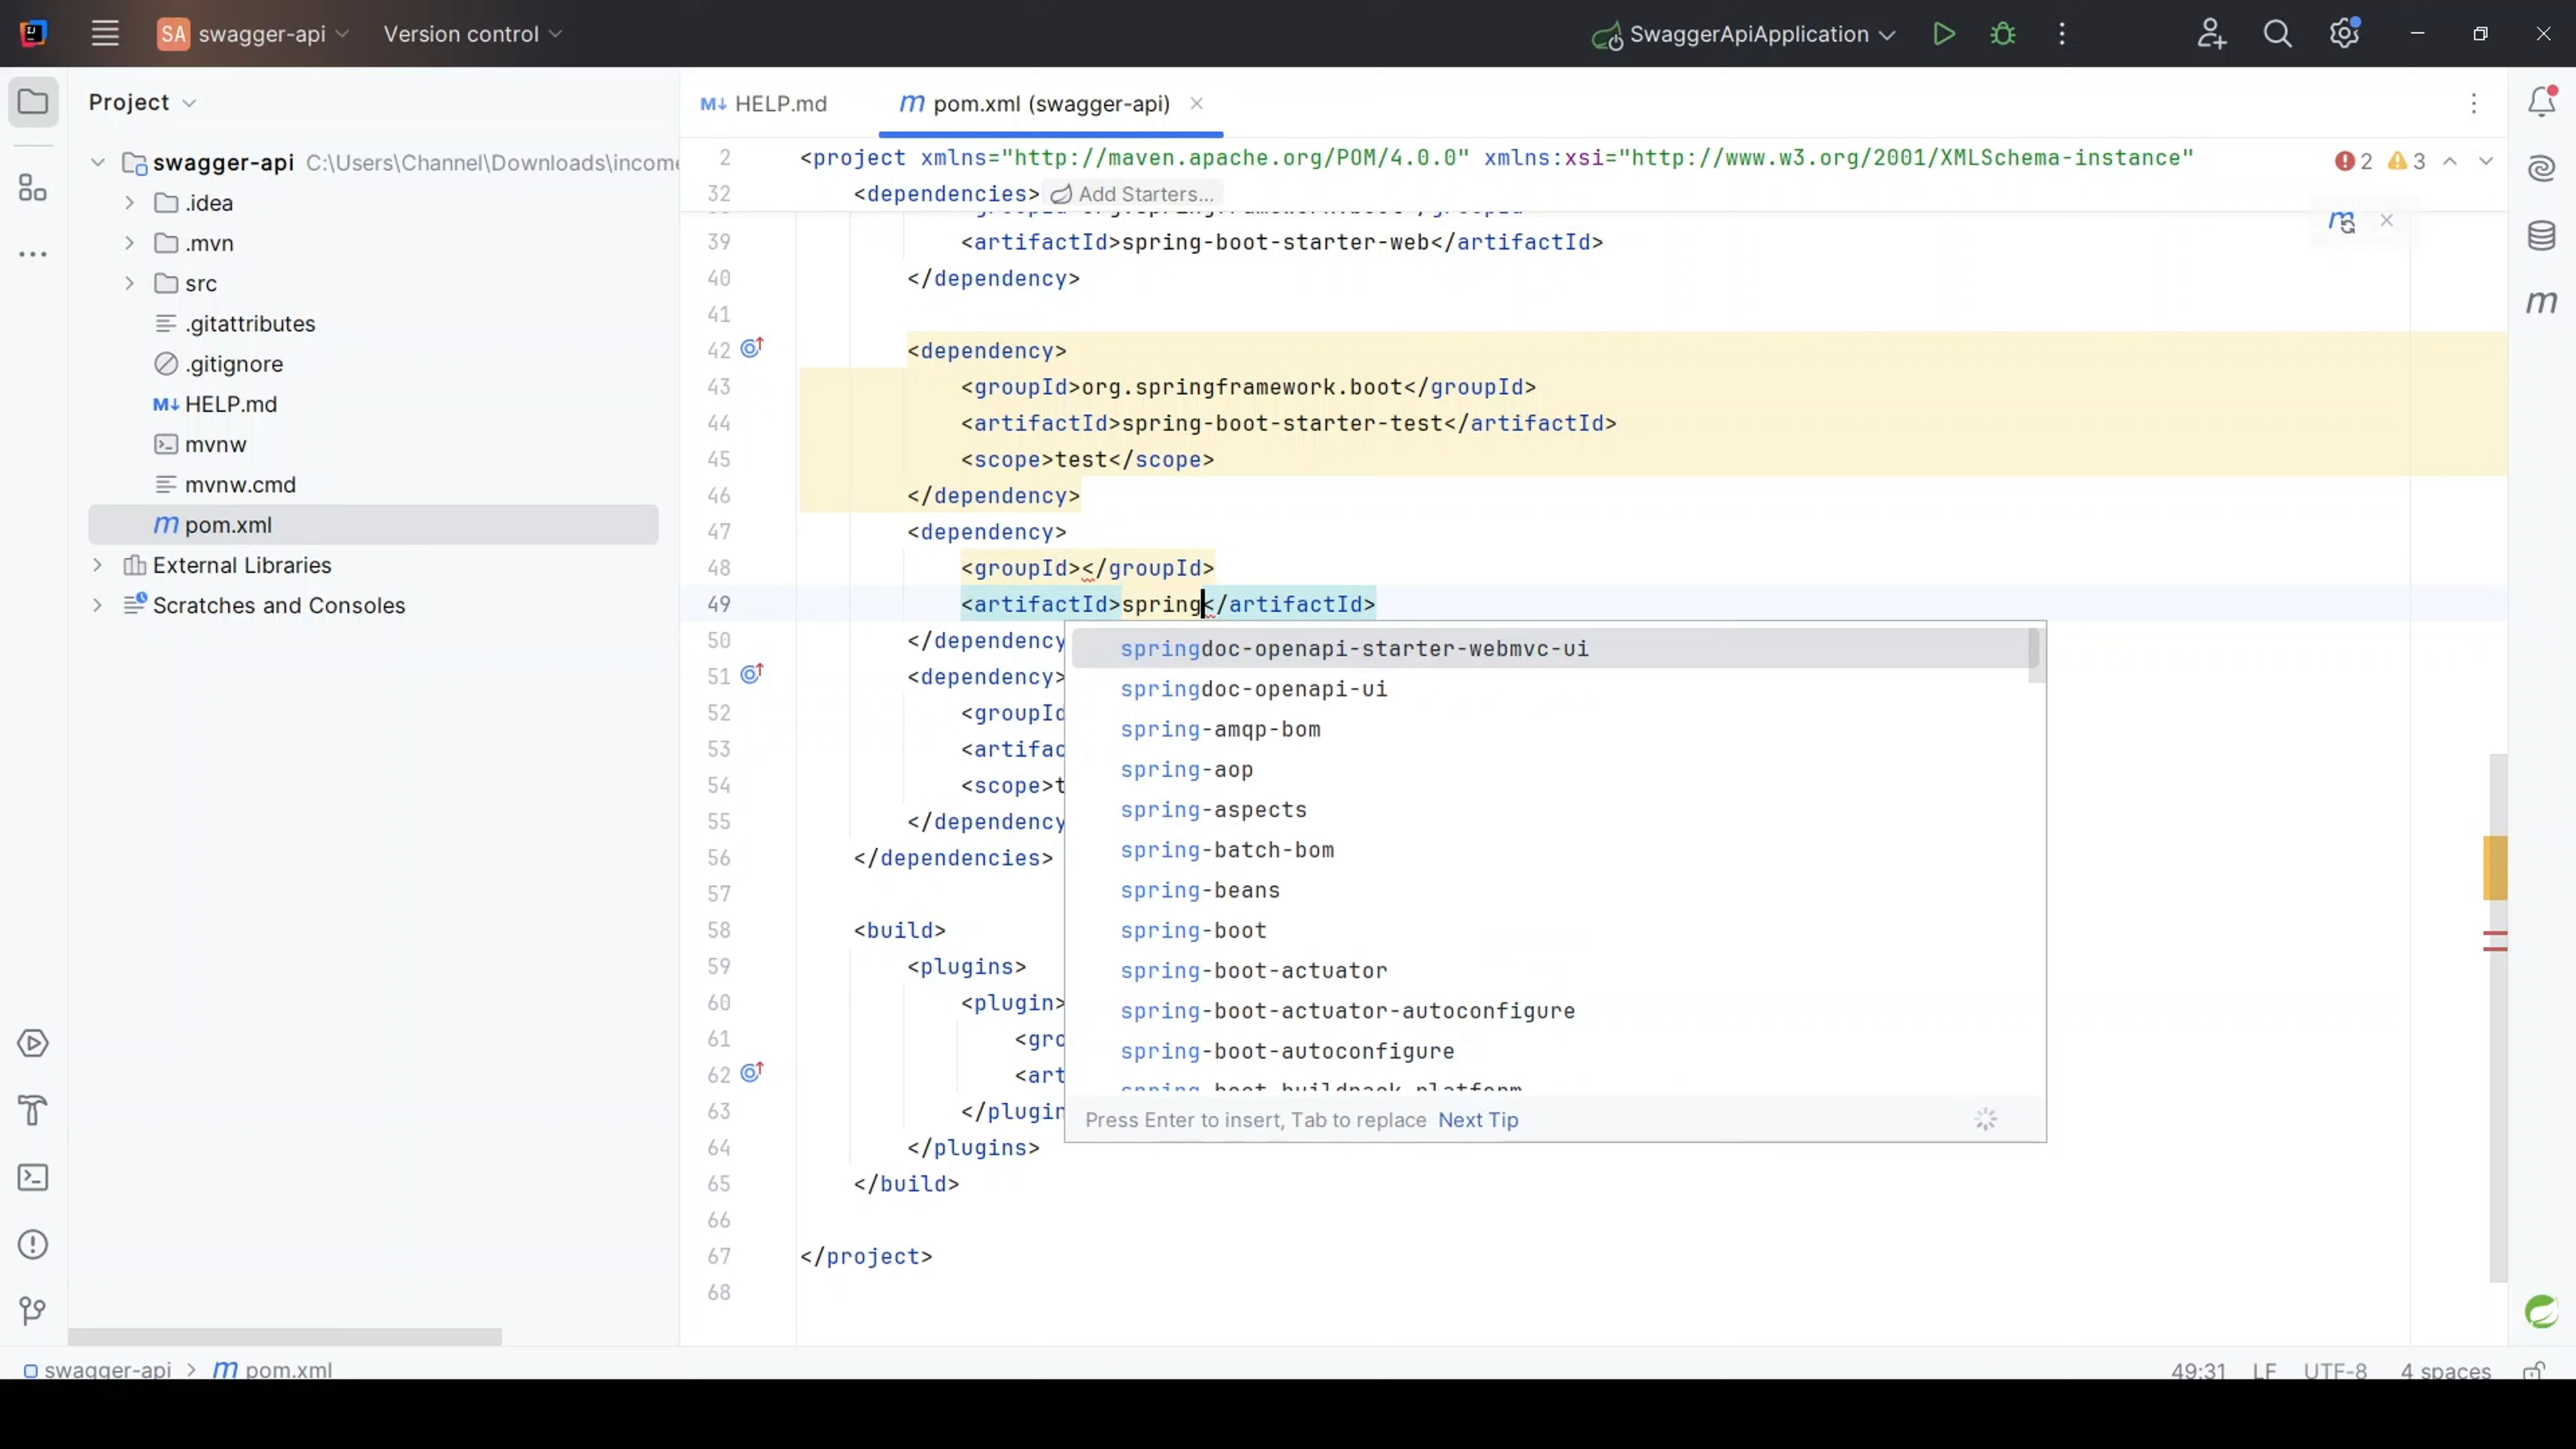 SA swagger-api Version control SwaggerApiApplication
Project
swagger-api C:\Users\Channel\Downloads\income
.idea
.mvn
src
.gitattributes
.gitignore
M↓ HELP.md
mvnw
mvnw.cmd
m pom.xml
External Libraries
Scratches and Consoles
M↓ HELP.md m pom.xml (swagger-api)
2 <project xmlns="http://maven.apache.org/POM/4.0.0" xmlns:xsi="http://www.w3.org/2001/XMLSchema-instance" 2 3
32 <dependencies> Add Starters...
39 <artifactId>spring-boot-starter-web</artifactId>
40 </dependency>
41
42 <dependency>
43 <groupId>org.springframework.boot</groupId>
44 <artifactId>spring-boot-starter-test</artifactId>
45 <scope>test</scope>
46 </dependency>
47 <dependency>
48 <groupId></groupId>
49 <artifactId>spring</artifactId>
50 </dependency
51 <dependency>
52 <groupId
53 <artifac
54 <scope>t
55 </dependency
56 </dependencies>
57
58 <build>
59 <plugins>
60 <plugin>
61 <gro
62 <art
63 </plugin
64 </plugins>
65 </build>
66
67 </project>
68
springdoc-openapi-starter-webmvc-ui
springdoc-openapi-ui
spring-amqp-bom
spring-aop
spring-aspects
spring-batch-bom
spring-beans
spring-boot
spring-boot-actuator
spring-boot-actuator-autoconfigure
spring-boot-autoconfigure
spring-boot-buildpack-platform
Press Enter to insert, Tab to replace Next Tip
swagger-api > m pom.xml 49:31 LF UTF-8 4 spaces